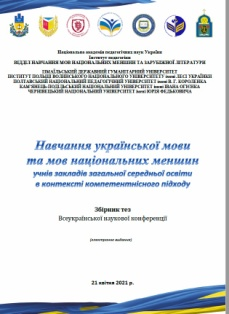 Національна академія педагогічних наук України
Інститут педагогіки
ВІДДІЛ НАВЧАННЯ МОВ НАЦІОНАЛЬНИХ МЕНШИН ТА ЗАРУБІЖНОЇ ЛІТЕРАТУРИ
ІЗМАЇЛЬСЬКИЙ ДЕРЖАВНИЙ ГУМАНІТАРНИЙ УНІВЕРСИТЕТ
ІНСТИТУТ ПОЛЬЩІ ВОЛИНСЬКОГО НАЦІОНАЛЬНОГО УНІВЕРСИТЕТУ імені ЛЕСІ УКРАЇНКИ
ПОЛТАВСЬКИЙ НАЦІОНАЛЬНИЙ ПЕДАГОГІЧНИЙ УНІВЕРСИТЕТ імені В. Г. КОРОЛЕНКА
КАМ'ЯНЕЦЬ-ПОДІЛЬСЬКИЙ НАЦІОНАЛЬНИЙ УНІВЕРСИТЕТ імені ІВАНА ОГІЄНКА
ЧЕРНІВЕЦЬКИЙ НАЦІОНАЛЬНИЙ УНІВЕРСИТЕТ імені ЮРІЯ ФЕДЬКОВИЧА
Навчання української мови
та мов національних меншин
учнів закладів загальної середньої освіти
в контексті компетентнісного підходу
Збірник тез
Всеукраїнської наукової конференції
(електронне видання)
21 квітня 2021 р.